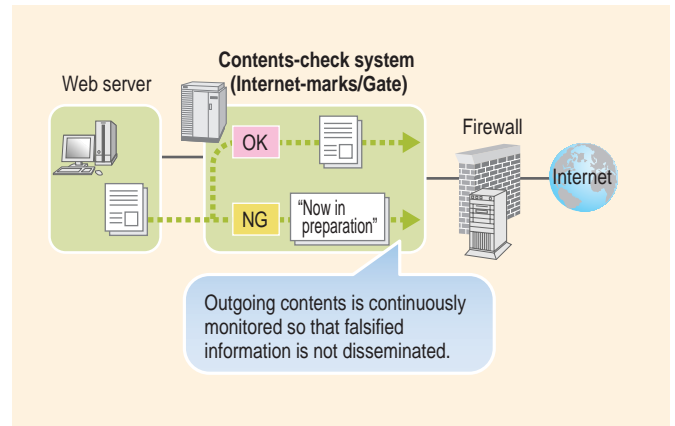 Contents-check system
(Internet-marks/Gate)
Web server
OK
Firewall
Internet
NG
“Now in
preparation”
Outgoing contents is continuously
monitored so that falsified
information is not disseminated.